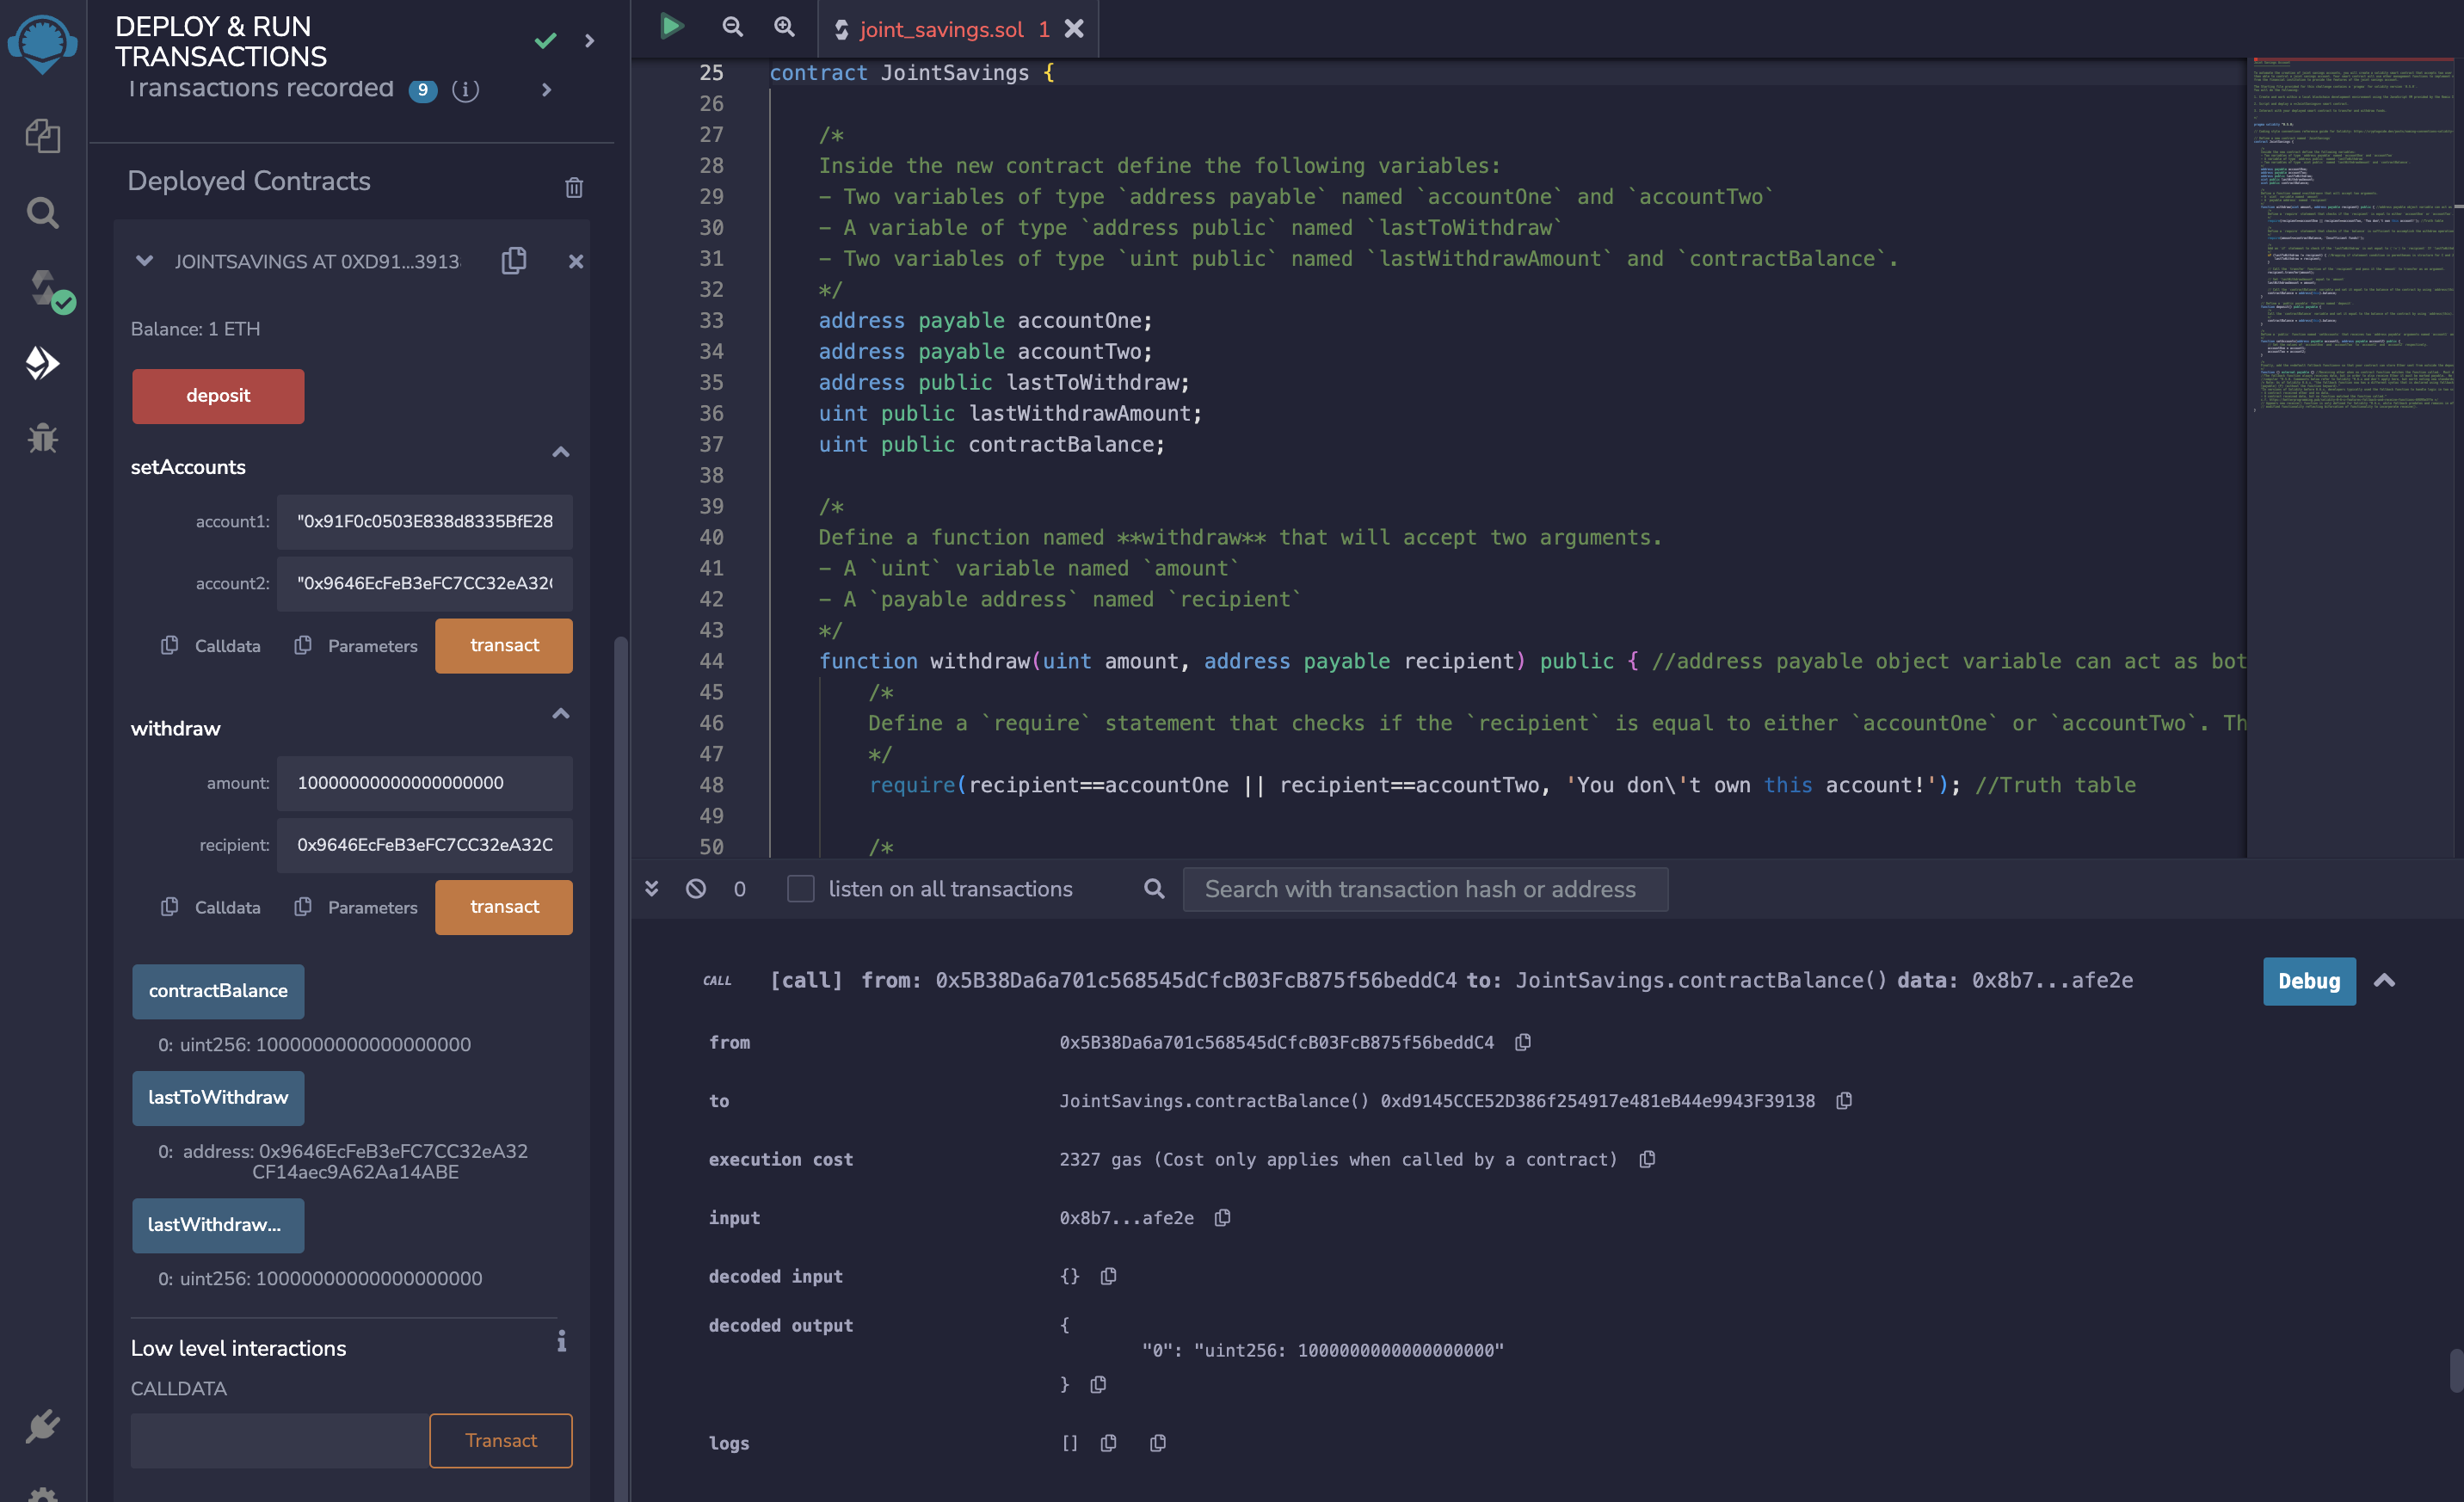 DEPLOY & RUN
TRANSACTIONS
Transactions recorded 9
Deployed Contracts
JOINTSAVINGS AT 0XD91...3913
Balance: 1 ETH
deposit
setAccounts
account1: "0x91F0c0503E838d8335BfE28
account2: "0x9646EcFeB3eFC7CC32eA32
Calldata Parameters transact
withdraw
amount: 10000000000000000000
recipient: 0x9646EcFeB3eFC7CC32eA32C
Calldata Parameters transact
contractBalance
0: uint256: 1000000000000000000
lastToWithdraw
0: address: 0x9646EcFeB3eFC7CC32eA32
CF14aec9A62Aa14ABE
lastWithdraw...
0: uint256: 10000000000000000000
Low level interactions
CALLDATA
Transact
joint_savings.sol 1
25 contract JointSavings {
26
27 /*
28 Inside the new contract define the following variables:
29 - Two variables of type `address payable` named `accountOne` and `accountTwo`
30 - A variable of type `address public` named `lastToWithdraw`
31 - Two variables of type `uint public` named `lastWithdrawAmount` and `contractBalance`.
32 */
33 address payable accountOne;
34 address payable accountTwo;
35 address public lastToWithdraw;
36 uint public lastWithdrawAmount;
37 uint public contractBalance;
38
39 /*
40 Define a function named **withdraw** that will accept two arguments.
41 - A `uint` variable named `amount`
42 - A `payable address` named `recipient`
43 */
44 function withdraw(uint amount, address payable recipient) public { //address payable object variable can act as bot
45 /*
46 Define a `require` statement that checks if the `recipient` is equal to either `accountOne` or `accountTwo`. Th
47 */
48 require(recipient==accountOne || recipient==accountTwo, 'You don\'t own this account!'); //Truth table
49
50 /*
0 listen on all transactions Search with transaction hash or address
CALL [call] from: 0x5B38Da6a701c568545dCfcB03FcB875f56beddC4 to: JointSavings.contractBalance() data: 0x8b7...afe2e Debug
from 0x5B38Da6a701c568545dCfcB03FcB875f56beddC4
to JointSavings.contractBalance() 0xd9145CCE52D386f254917e481eB44e9943F39138
execution cost 2327 gas (Cost only applies when called by a contract)
input 0x8b7...afe2e
decoded input {}
decoded output {
"0": "uint256: 1000000000000000000"
}
logs []